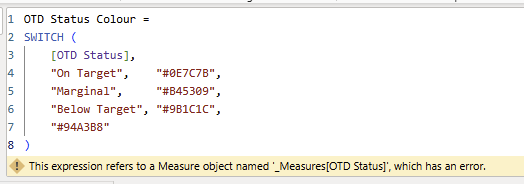 1 OTD Status Colour =
2 SWITCH (
3 [OTD Status],
4 "On Target", "#0E7C7B",
5 "Marginal", "#B45309",
6 "Below Target", "#9B1C1C",
7 "#94A3B8"
8 )
This expression refers to a Measure object named '_Measures[OTD Status]', which has an error.